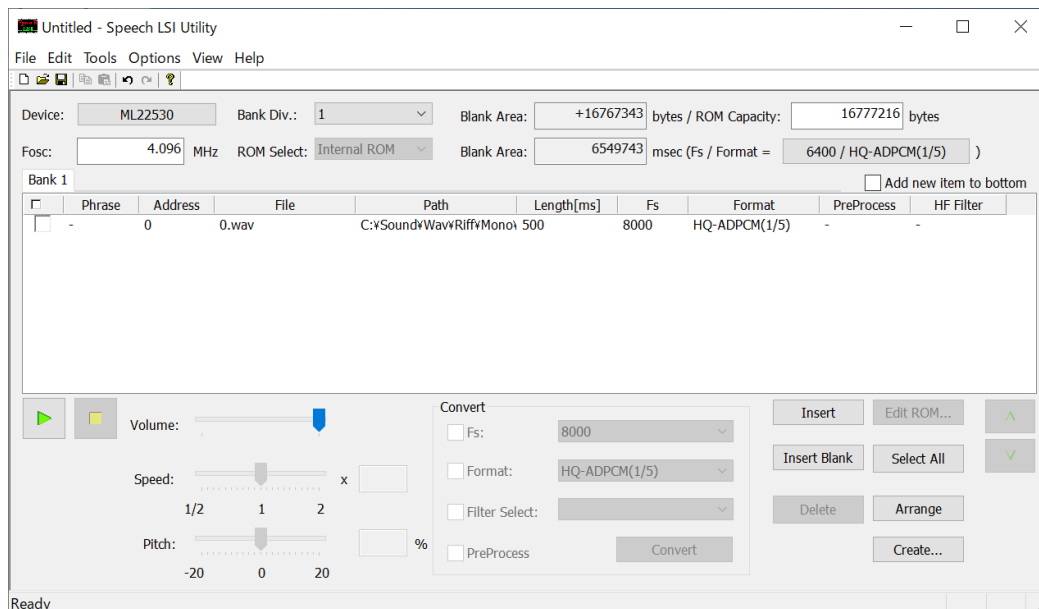 Untitled - Speech LSI Utility
File Edit Tools Options View Help
Device: ML22530 Bank Div.: 1 Blank Area: +16767343 bytes / ROM Capacity: 16777216 bytes
Fosc: 4.096 MHz ROM Select: Internal ROM Blank Area: 6549743 msec (Fs / Format = 6400 / HQ-ADPCM(1/5) )
Bank 1 Add new item to bottom
Phrase Address File Path Length[ms] Fs Format PreProcess HF Filter
- 0 0.wav C:¥Sound¥Wav¥Riff¥Mono¥ 500 8000 HQ-ADPCM(1/5) - -
Convert
Volume: Fs: 8000 Insert Edit ROM...
Speed: x Format: HQ-ADPCM(1/5) Insert Blank Select All
1/2 1 2 Filter Select: Delete Arrange
Pitch: % PreProcess Convert Create...
-20 0 20
Ready